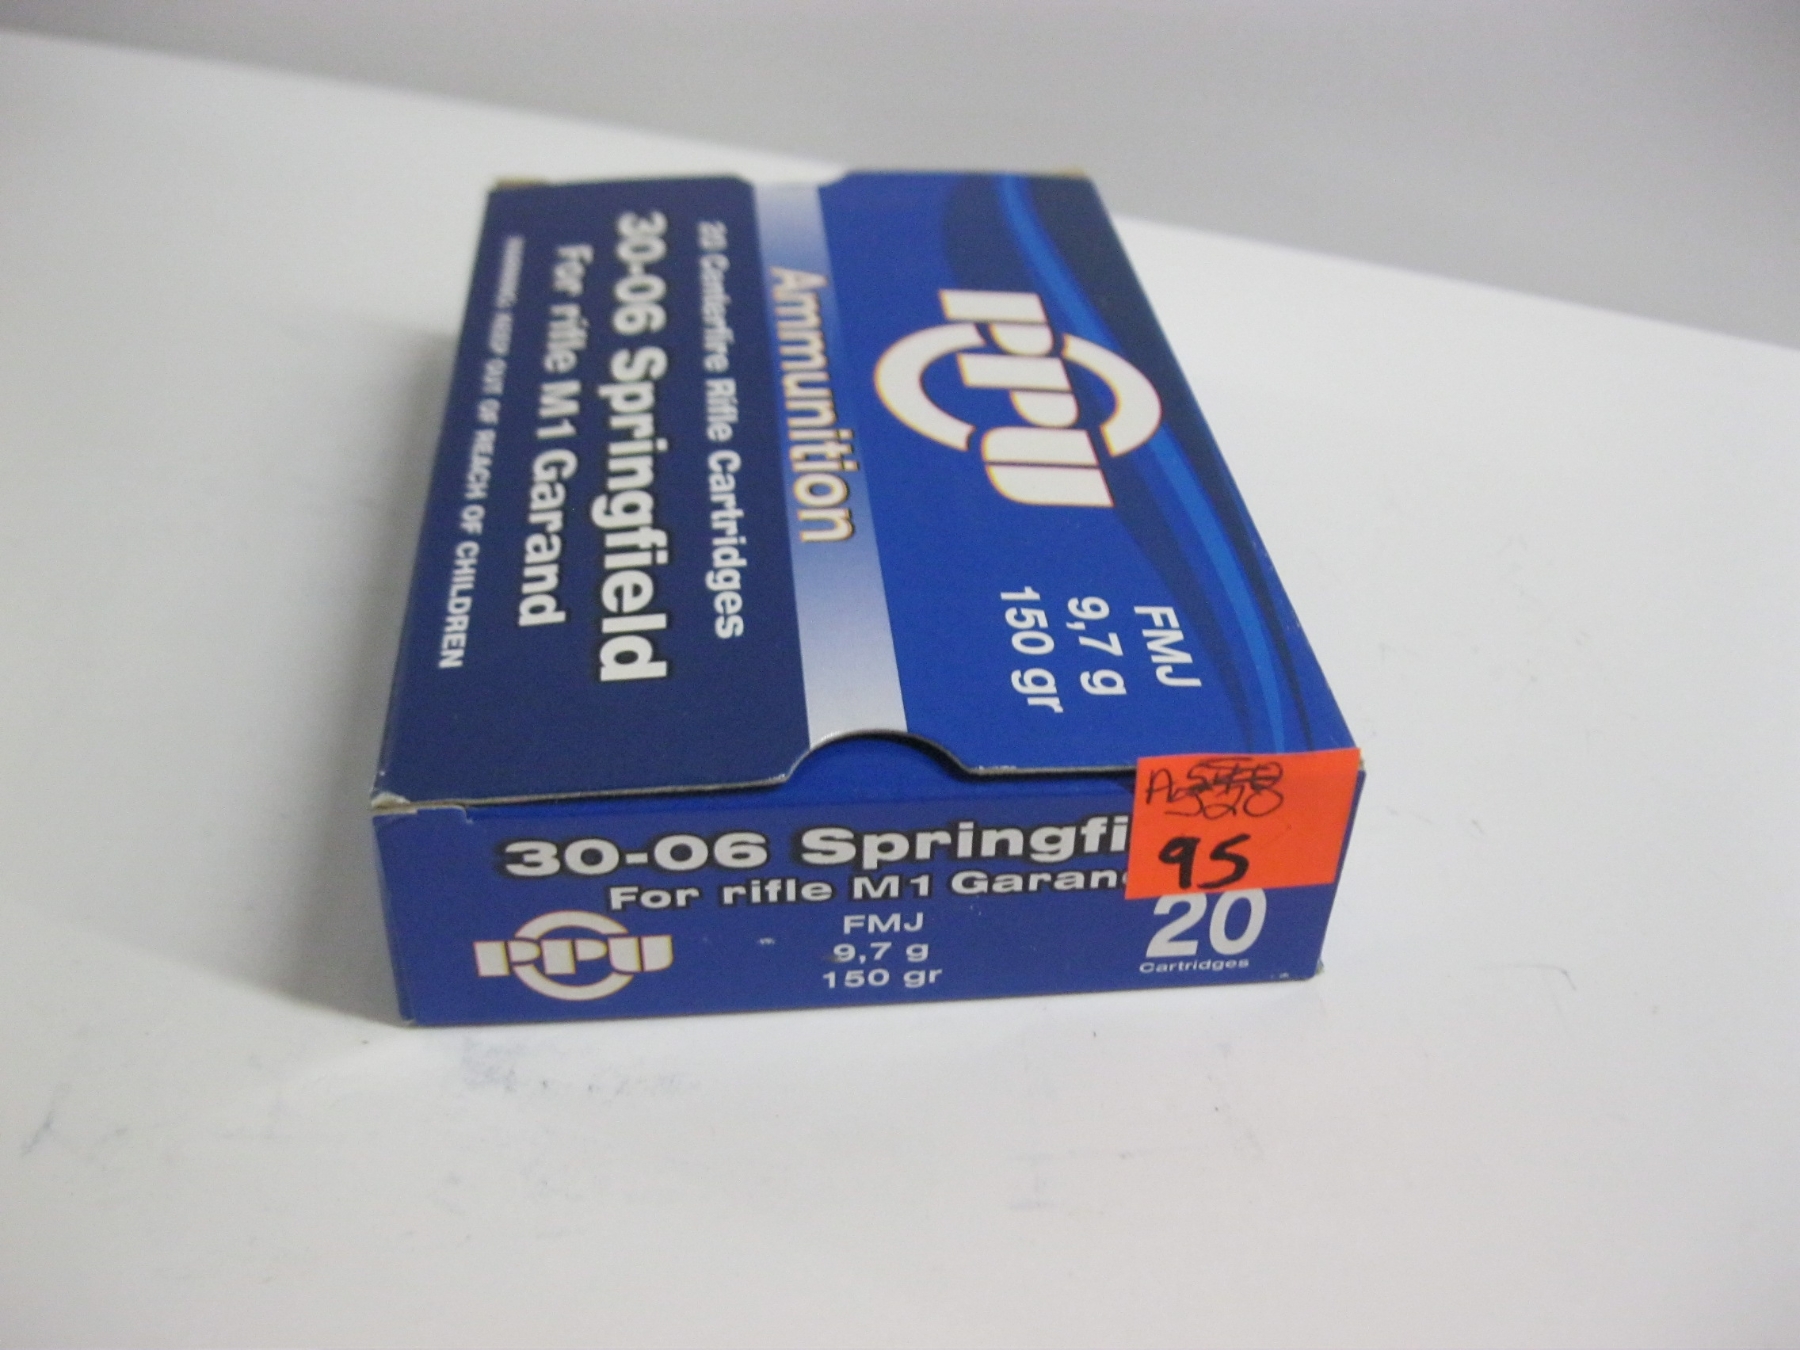 PPU
FMJ
9,7 g
150 gr
Ammunition
20 Centerfire Rifle Cartridges
30-06 Springfield
For rifle M1 Garand
WARNING: KEEP OUT OF REACH OF CHILDREN
30-06 Springfi
For rifle M1 Garan
PPU
FMJ
9,7 g
150 gr
95
20
Cartridges